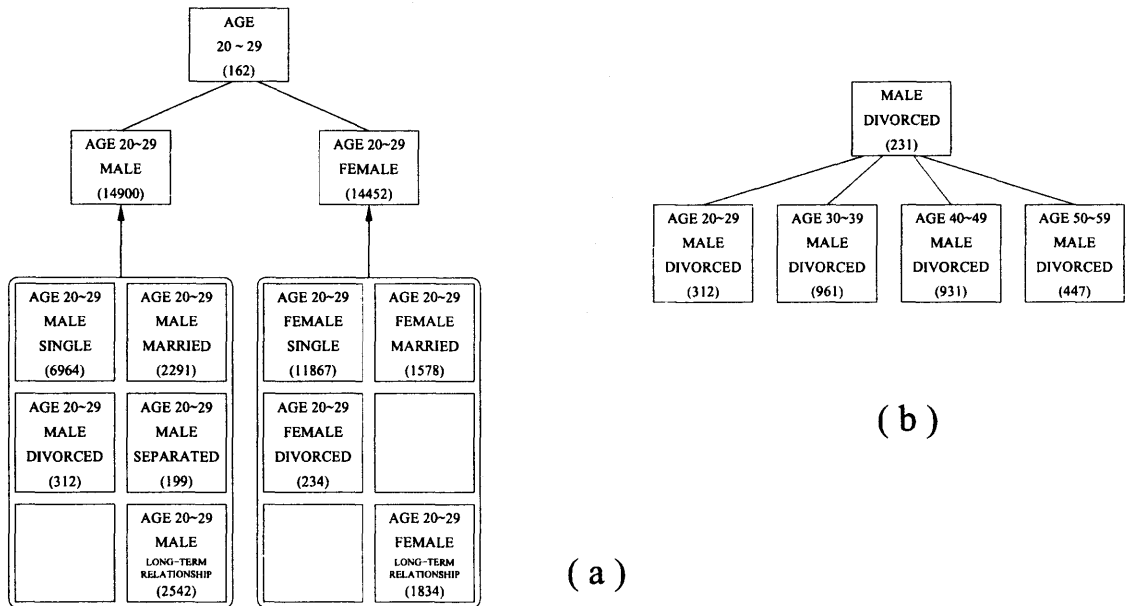 AGE
20 ~ 29
(162)
AGE 20~29
MALE
(14900)
AGE 20~29
FEMALE
(14452)
AGE 20~29
MALE
SINGLE
(6964)
AGE 20~29
MALE
MARRIED
(2291)
AGE 20~29
MALE
DIVORCED
(312)
AGE 20~29
MALE
SEPARATED
(199)
AGE 20~29
MALE
LONG-TERM
RELATIONSHIP
(2542)
AGE 20~29
FEMALE
SINGLE
(11867)
AGE 20~29
FEMALE
MARRIED
(1578)
AGE 20~29
FEMALE
DIVORCED
(234)
AGE 20~29
FEMALE
LONG-TERM
RELATIONSHIP
(1834)
( a )
MALE
DIVORCED
(231)
AGE 20~29
MALE
DIVORCED
(312)
AGE 30~39
MALE
DIVORCED
(961)
AGE 40~49
MALE
DIVORCED
(931)
AGE 50~59
MALE
DIVORCED
(447)
( b )